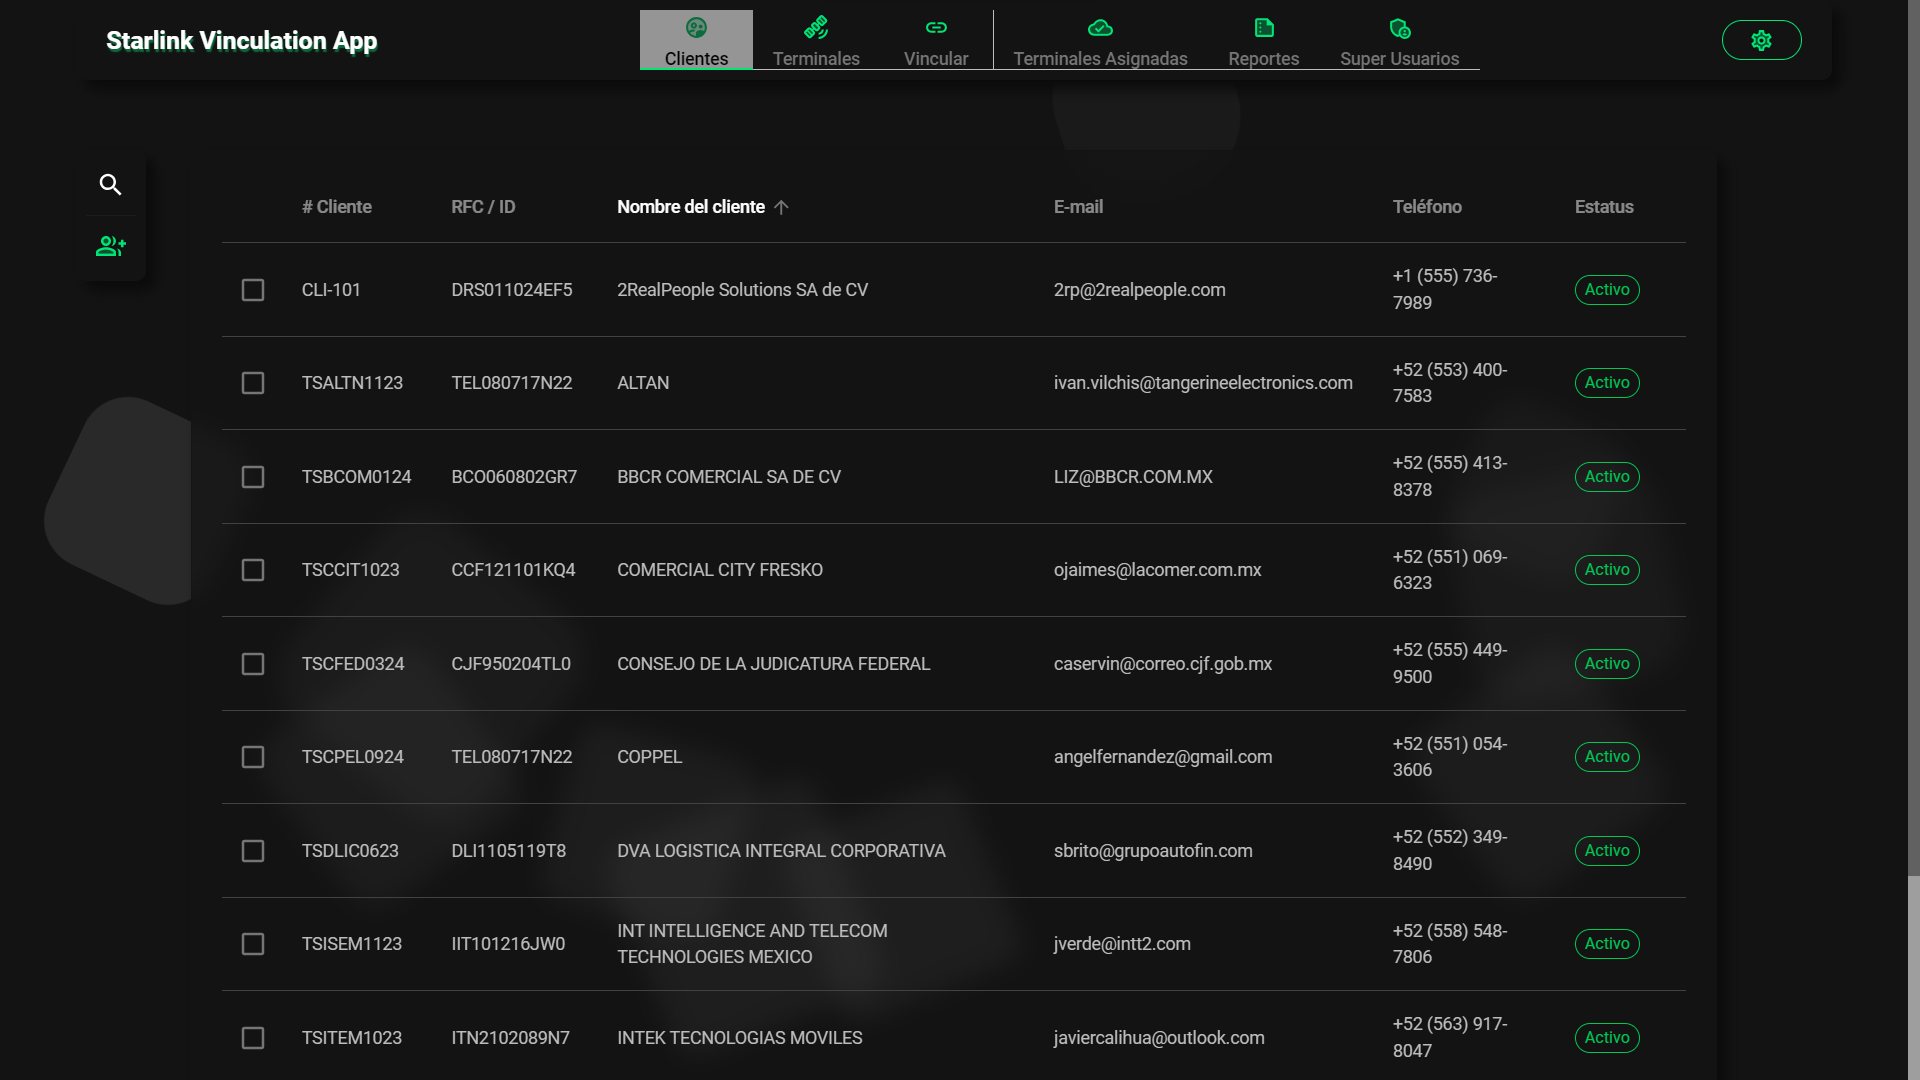 Starlink Vinculation App
Clientes
Terminales
Vincular
Terminales Asignadas
Reportes
Super Usuarios
# Cliente RFC / ID Nombre del cliente E-mail Teléfono Estatus
CLI-101 DRS011024EF5 2RealPeople Solutions SA de CV 2rp@2realpeople.com +1 (555) 736-
7989 Activo
TSALTN1123 TEL080717N22 ALTAN ivan.vilchis@tangerineelectronics.com +52 (553) 400-
7583 Activo
TSBCOM0124 BCO060802GR7 BBCR COMERCIAL SA DE CV LIZ@BBCR.COM.MX +52 (555) 413-
8378 Activo
TSCCIT1023 CCF121101KQ4 COMERCIAL CITY FRESKO ojaimes@lacomer.com.mx +52 (551) 069-
6323 Activo
TSCFED0324 CJF950204TL0 CONSEJO DE LA JUDICATURA FEDERAL caservin@correo.cjf.gob.mx +52 (555) 449-
9500 Activo
TSCPEL0924 TEL080717N22 COPPEL angelfernandez@gmail.com +52 (551) 054-
3606 Activo
TSDLIC0623 DLI1105119T8 DVA LOGISTICA INTEGRAL CORPORATIVA sbrito@grupoautofin.com +52 (552) 349-
8490 Activo
TSISEM1123 IIT101216JW0 INT INTELLIGENCE AND TELECOM
TECHNOLOGIES MEXICO jverde@intt2.com +52 (558) 548-
7806 Activo
TSITEM1023 ITN2102089N7 INTEK TECNOLOGIAS MOVILES javiercalihua@outlook.com +52 (563) 917-
8047 Activo